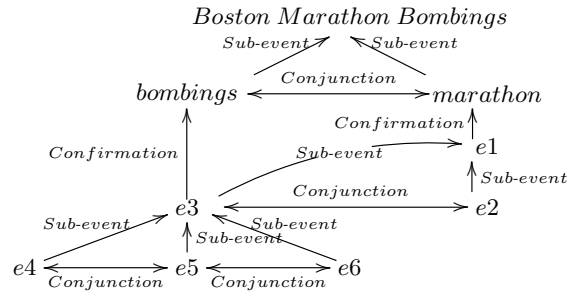 Boston Marathon Bombings
Sub-event Sub-event
bombings Conjunction marathon
Confirmation
e1
Confirmation Sub-event
Sub-event
Conjunction
e3 e2
Sub-event Sub-event Sub-event
e4 e5 e6
Conjunction Conjunction